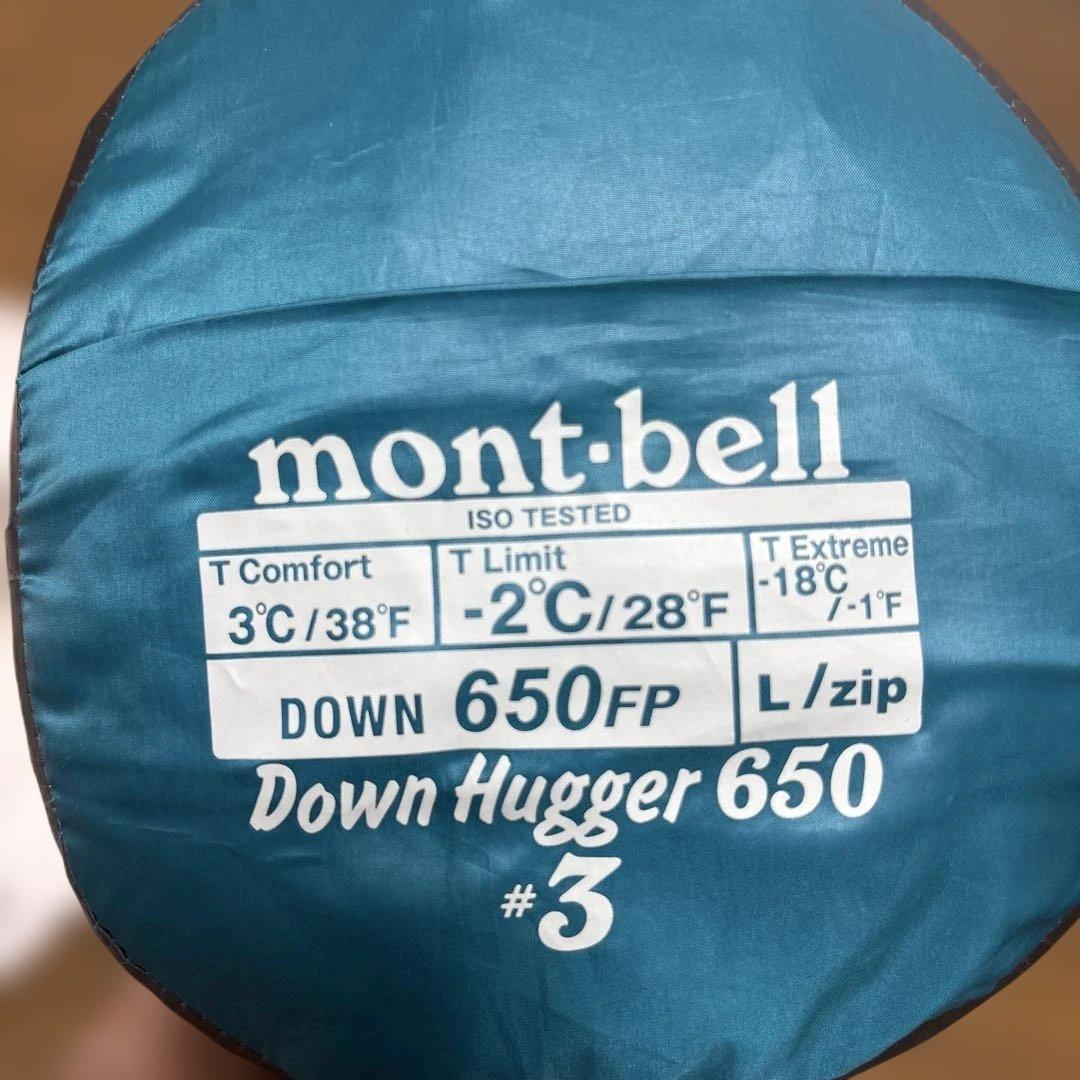 mont·bell
ISO TESTED
T Comfort
3℃/38°F
T Limit
-2℃/28°F
T Extreme
-18℃
/-1°F
DOWN 650FP
L/zip
Down Hugger 650
#3